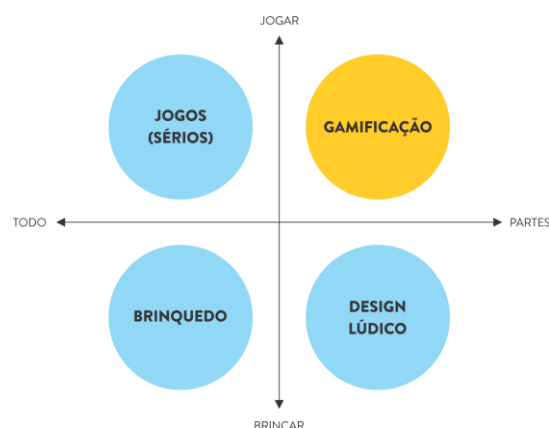 JOGAR
JOGOS
(SÉRIOS)
GAMIFICAÇÃO
TODO
PARTES
BRINQUEDO
DESIGN
LÚDICO
BRINCAR